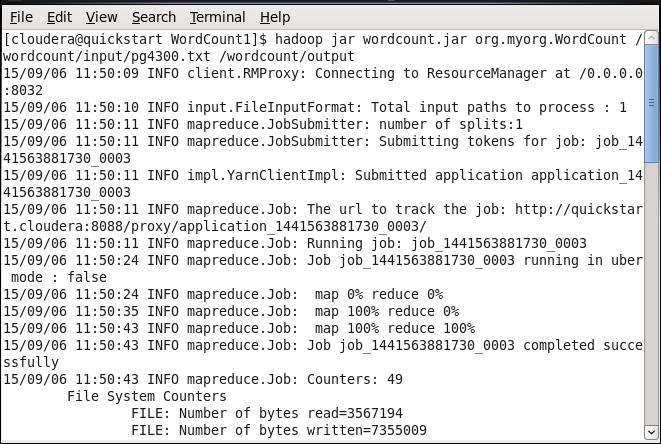 File Edit View Search Terminal Help
[cloudera@quickstart WordCount1]$ hadoop jar wordcount.jar org.myorg.WordCount /
wordcount/input/pg4300.txt /wordcount/output
15/09/06 11:50:09 INFO client.RMProxy: Connecting to ResourceManager at /0.0.0.0
:8032
15/09/06 11:50:10 INFO input.FileInputFormat: Total input paths to process : 1
15/09/06 11:50:11 INFO mapreduce.JobSubmitter: number of splits:1
15/09/06 11:50:11 INFO mapreduce.JobSubmitter: Submitting tokens for job: job_14
41563881730_0003
15/09/06 11:50:11 INFO impl.YarnClientImpl: Submitted application application_14
41563881730_0003
15/09/06 11:50:11 INFO mapreduce.Job: The url to track the job: http://quickstar
t.cloudera:8088/proxy/application_1441563881730_0003/
15/09/06 11:50:11 INFO mapreduce.Job: Running job: job_1441563881730_0003
15/09/06 11:50:24 INFO mapreduce.Job: Job job_1441563881730_0003 running in uber
 mode : false
15/09/06 11:50:24 INFO mapreduce.Job:  map 0% reduce 0%
15/09/06 11:50:35 INFO mapreduce.Job:  map 100% reduce 0%
15/09/06 11:50:43 INFO mapreduce.Job:  map 100% reduce 100%
15/09/06 11:50:43 INFO mapreduce.Job: Job job_1441563881730_0003 completed succe
ssfully
15/09/06 11:50:43 INFO mapreduce.Job: Counters: 49
        File System Counters
                FILE: Number of bytes read=3567194
                FILE: Number of bytes written=7355009